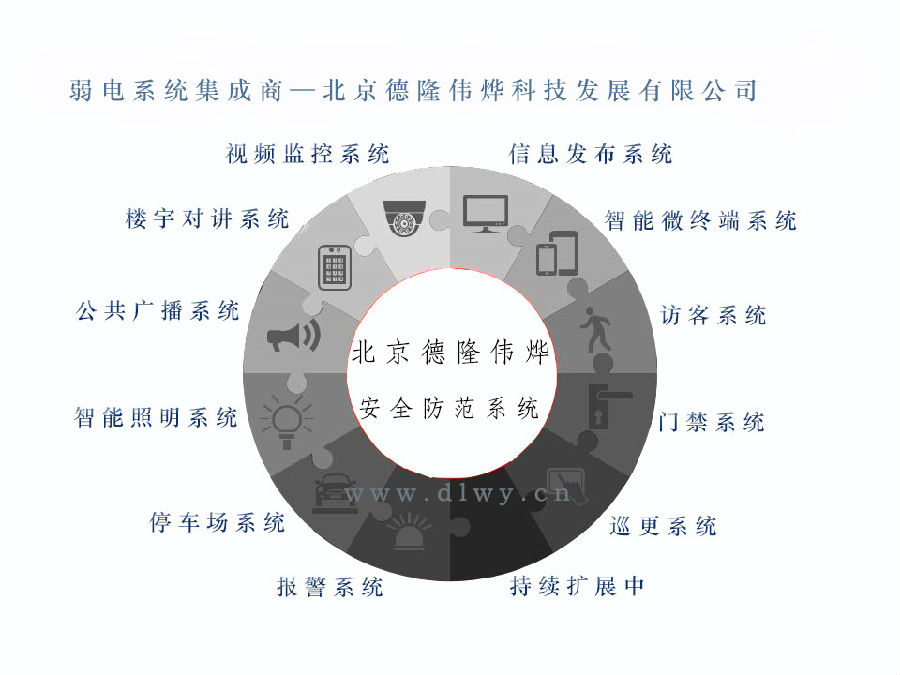 弱电系统集成商—北京德隆伟烨科技发展有限公司
视频监控系统
信息发布系统
楼宇对讲系统
智能微终端系统
公共广播系统
访客系统
北京德隆伟烨
安全防范系统
智能照明系统
门禁系统
www.dlwy.cn
停车场系统
巡更系统
报警系统
持续扩展中